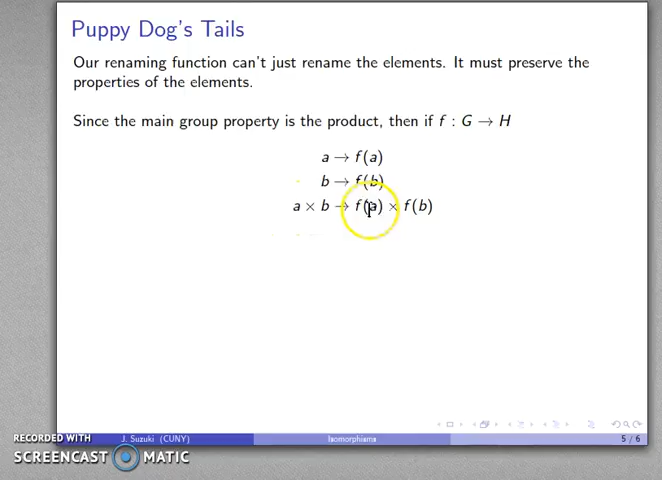 Puppy Dog's Tails
Our renaming function can't just rename the elements. It must preserve the
properties of the elements.
Since the main group property is the product, then if f : G → H
a → f(a)
b → f(b)
a × b → f(a) × f(b)
RECORDED WITH
SCREENCAST MATIC
J. Suzuki (CUNY)
Isomorphisms
5 / 6